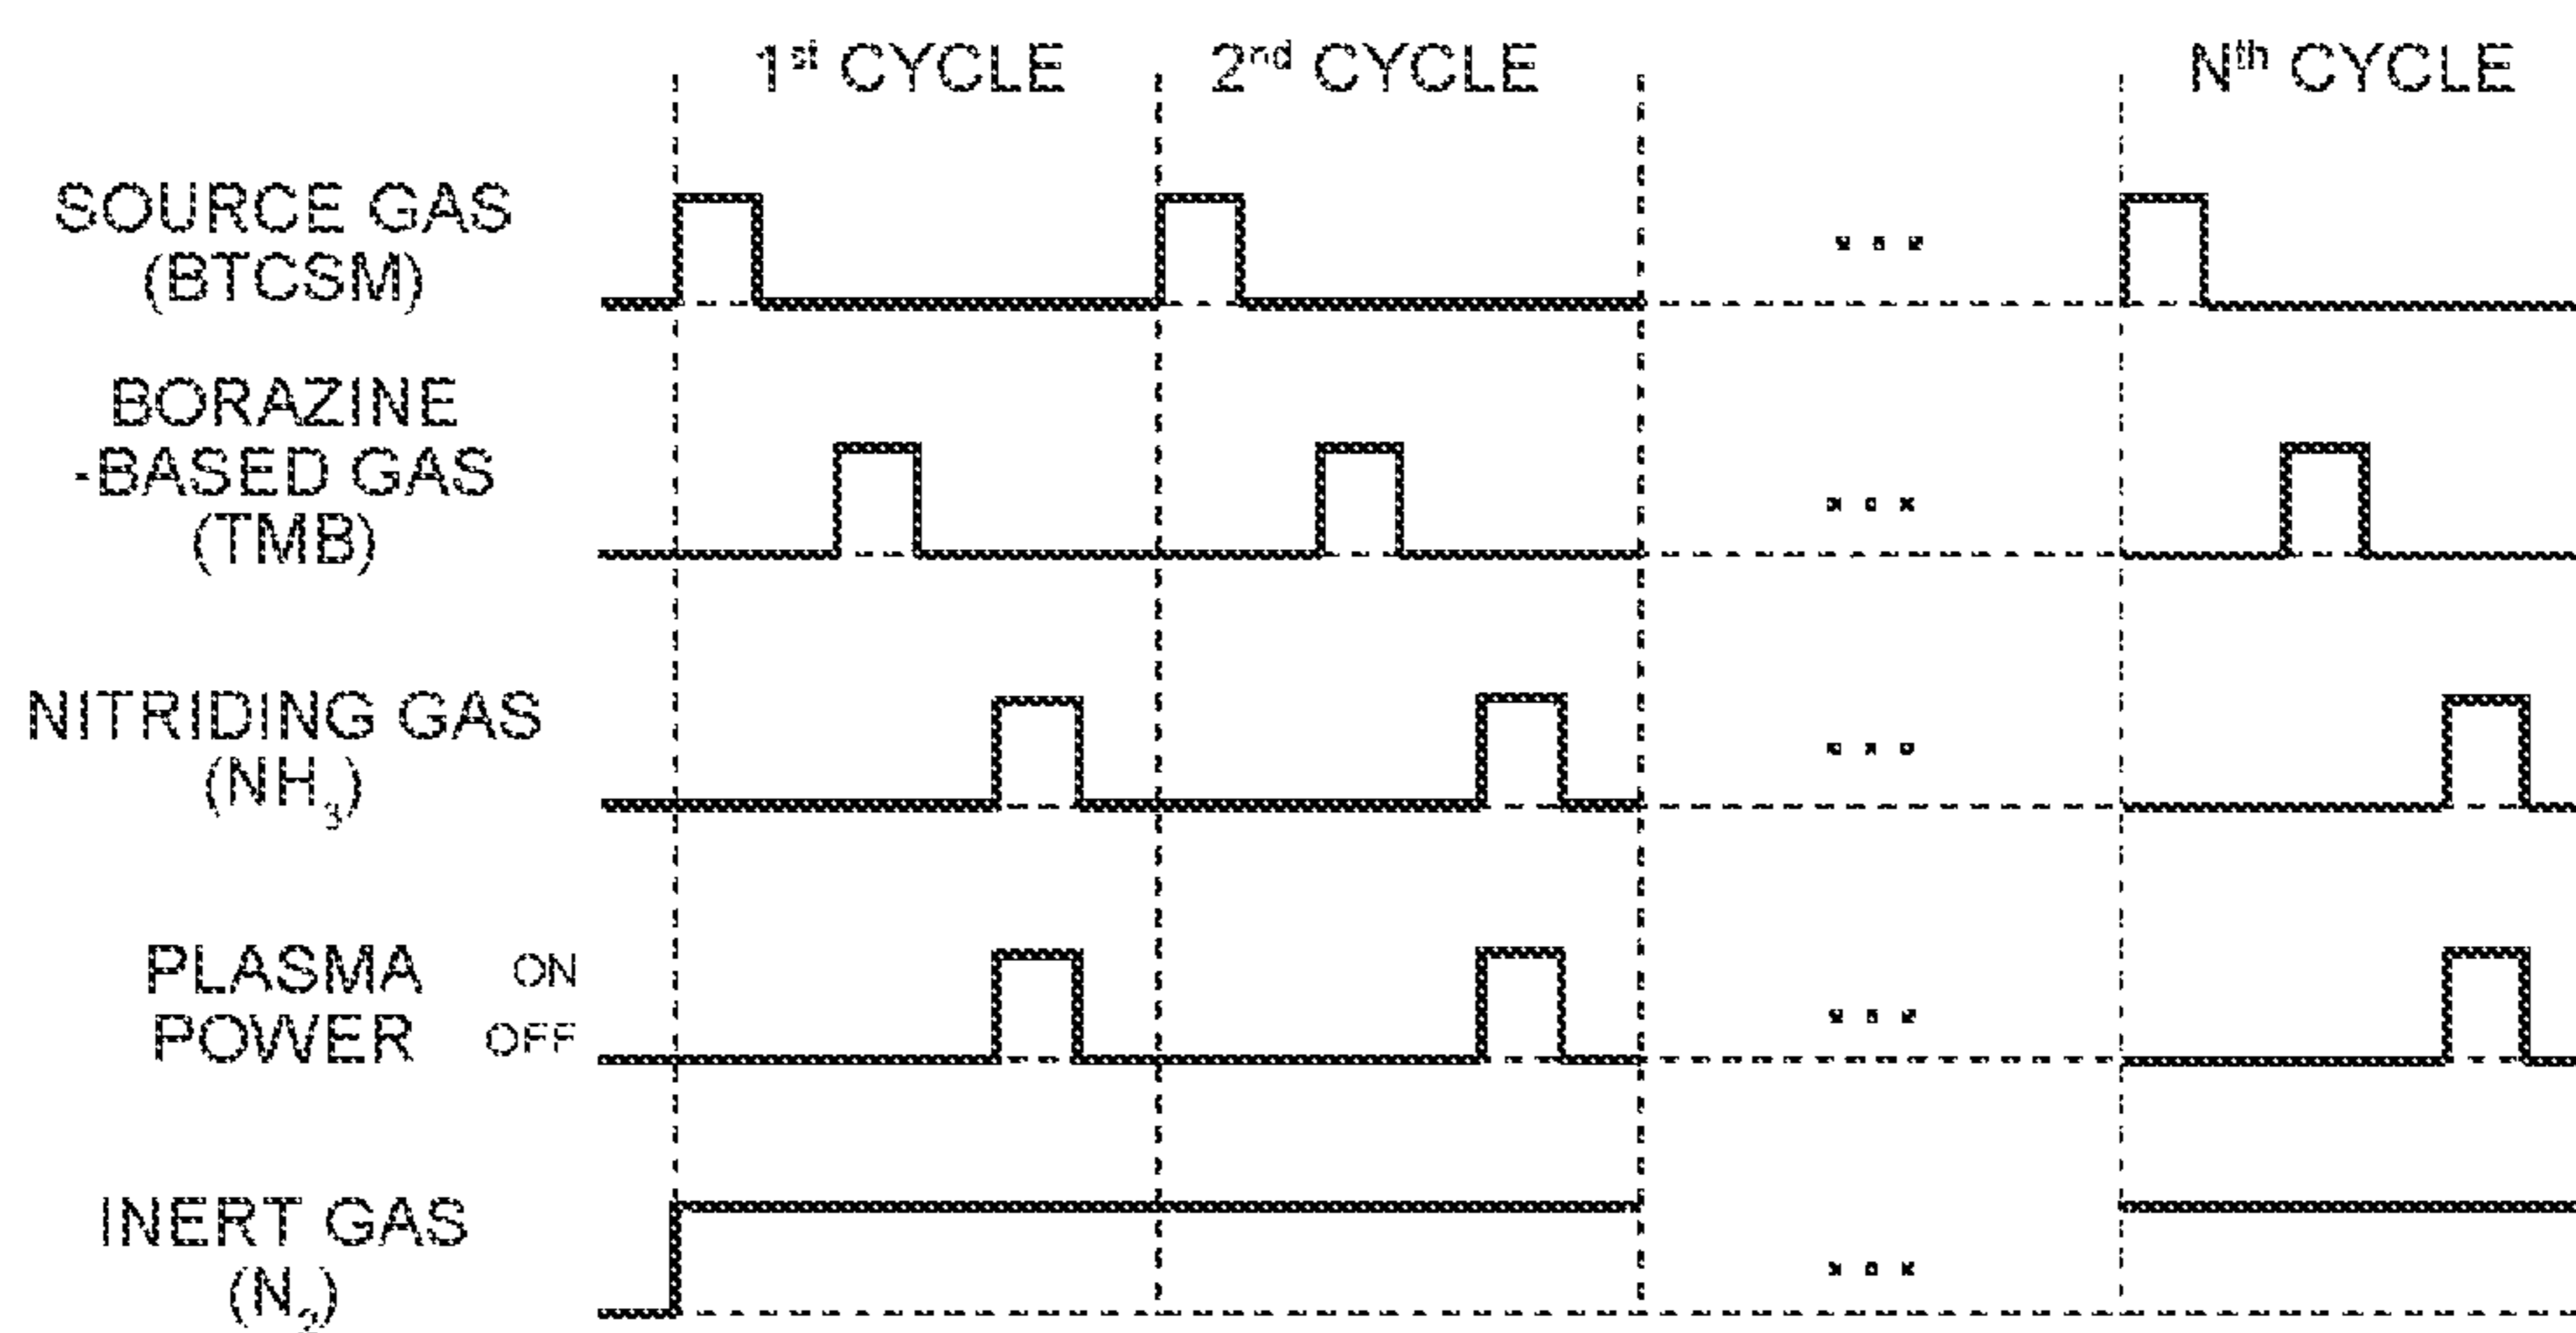 1st CYCLE 2nd CYCLE Nth CYCLE
SOURCE GAS
(BTCSM)
BORAZINE
-BASED GAS
(TMB)
NITRIDING GAS
(NH3)
PLASMA ON
POWER OFF
INERT GAS
(N2)